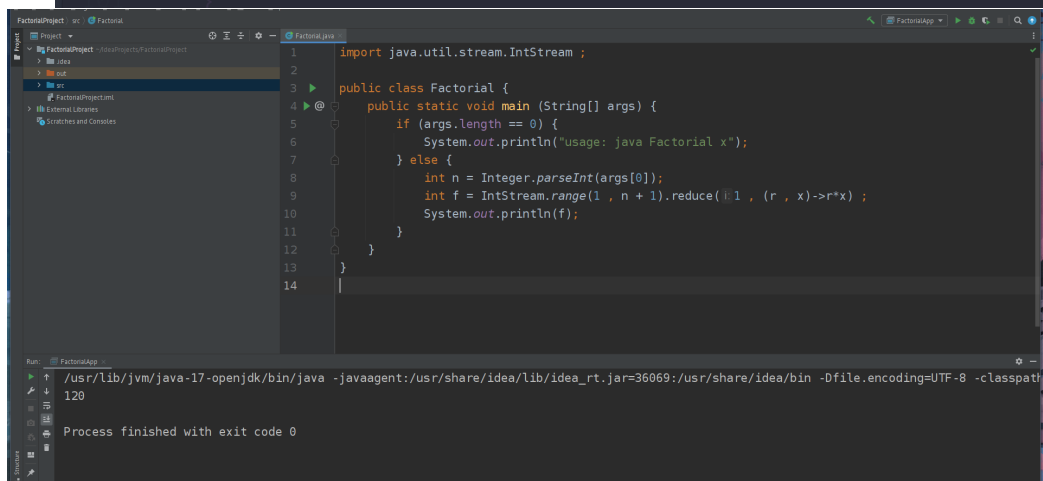 FactorialProject > src > Factorial
FactorialApp
Project
Factorial.java
FactorialProject ~/IdeaProjects/FactorialProject
.idea
out
src
FactorialProject.iml
External Libraries
Scratches and Consoles
1 import java.util.stream.IntStream ;
2
3 public class Factorial {
4 @ public static void main (String[] args) {
5 if (args.length == 0) {
6 System.out.println("usage: java Factorial x");
7 } else {
8 int n = Integer.parseInt(args[0]);
9 int f = IntStream.range(1 , n + 1).reduce( i: 1 , (r , x)->r*x) ;
10 System.out.println(f);
11 }
12 }
13 }
14
Run: FactorialApp
/usr/lib/jvm/java-17-openjdk/bin/java -javaagent:/usr/share/idea/lib/idea_rt.jar=36069:/usr/share/idea/bin -Dfile.encoding=UTF-8 -classpath
120
Process finished with exit code 0
Project
Structure